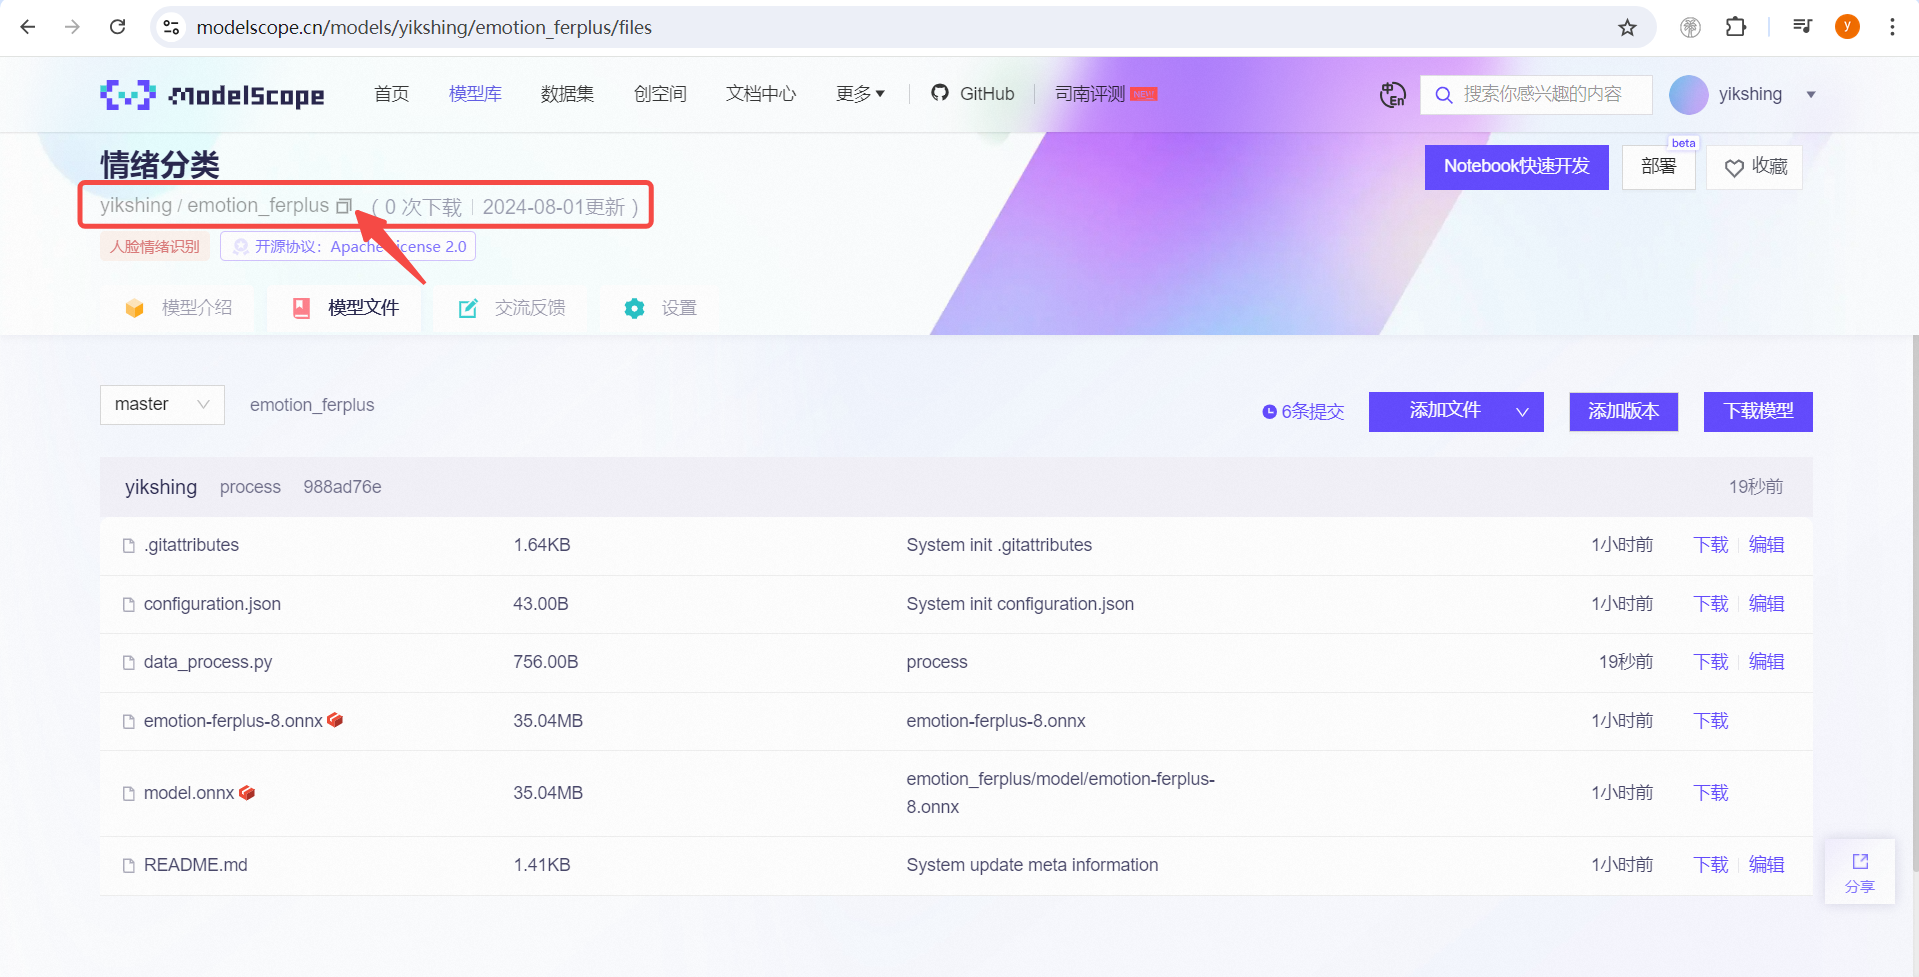 modelscope.cn/models/yikshing/emotion_ferplus/files
y
ModelScope 首页 模型库 数据集 创空间 文档中心 更多 GitHub 司南评测 NEW! 中En 搜索你感兴趣的内容 yikshing
情绪分类
Notebook快速开发 部署 beta 收藏
yikshing / emotion_ferplus ( 0 次下载 | 2024-08-01更新 )
人脸情绪识别 开源协议：Apache License 2.0
模型介绍 模型文件 交流反馈 设置
master emotion_ferplus 6条提交 添加文件 添加版本 下载模型
yikshing process 988ad76e 19秒前
.gitattributes 1.64KB System init .gitattributes 1小时前 下载 编辑
configuration.json 43.00B System init configuration.json 1小时前 下载 编辑
data_process.py 756.00B process 19秒前 下载 编辑
emotion-ferplus-8.onnx 35.04MB emotion-ferplus-8.onnx 1小时前 下载
model.onnx 35.04MB emotion_ferplus/model/emotion-ferplus-
8.onnx 1小时前 下载
README.md 1.41KB System update meta information 1小时前 下载 编辑
分享